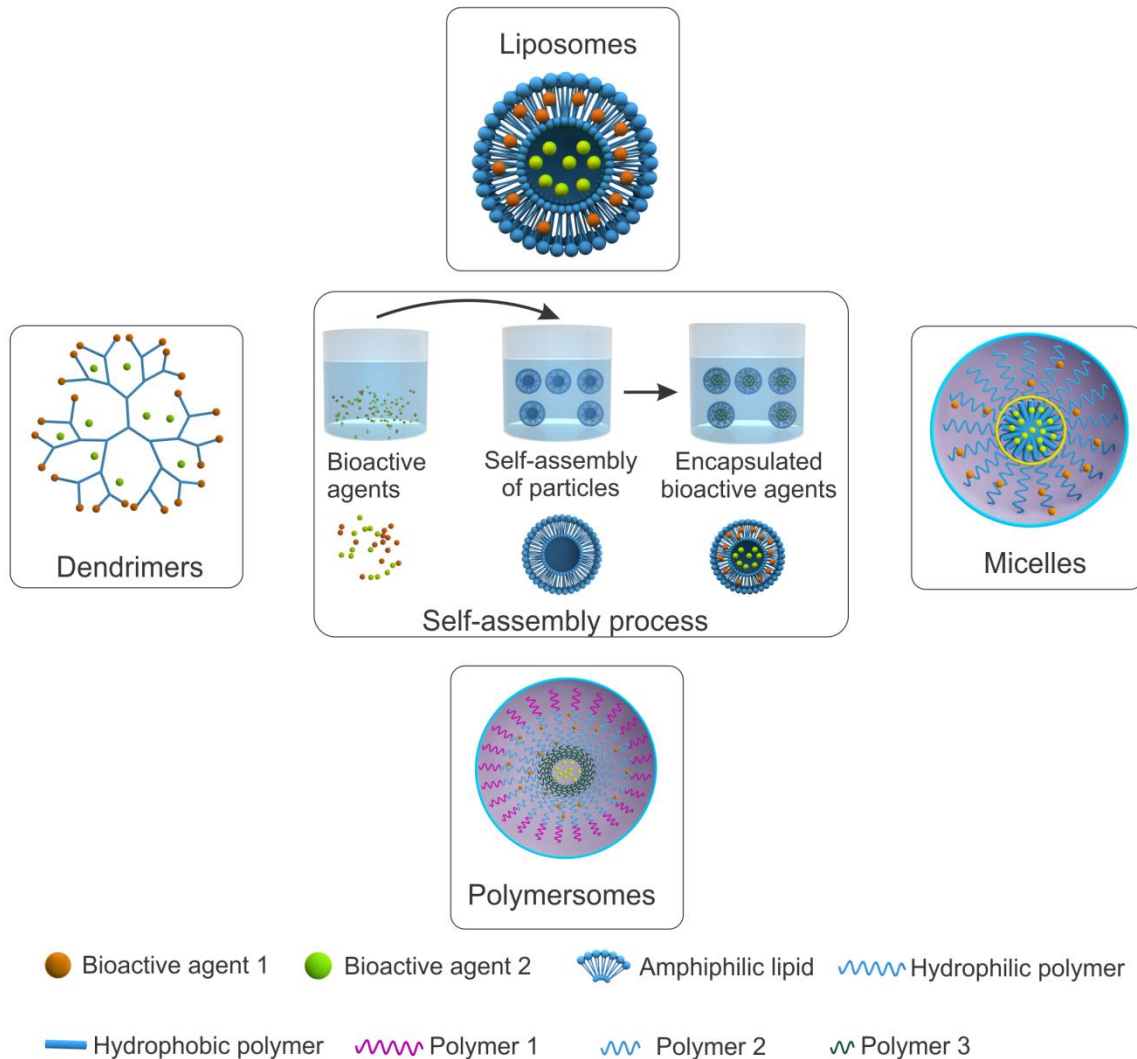 Liposomes
Bioactive
agents
Self-assembly
of particles
Encapsulated
bioactive agents
Self-assembly process
Dendrimers
Micelles
Polymersomes
Bioactive agent 1
Bioactive agent 2
Amphiphilic lipid
Hydrophilic polymer
Hydrophobic polymer
Polymer 1
Polymer 2
Polymer 3